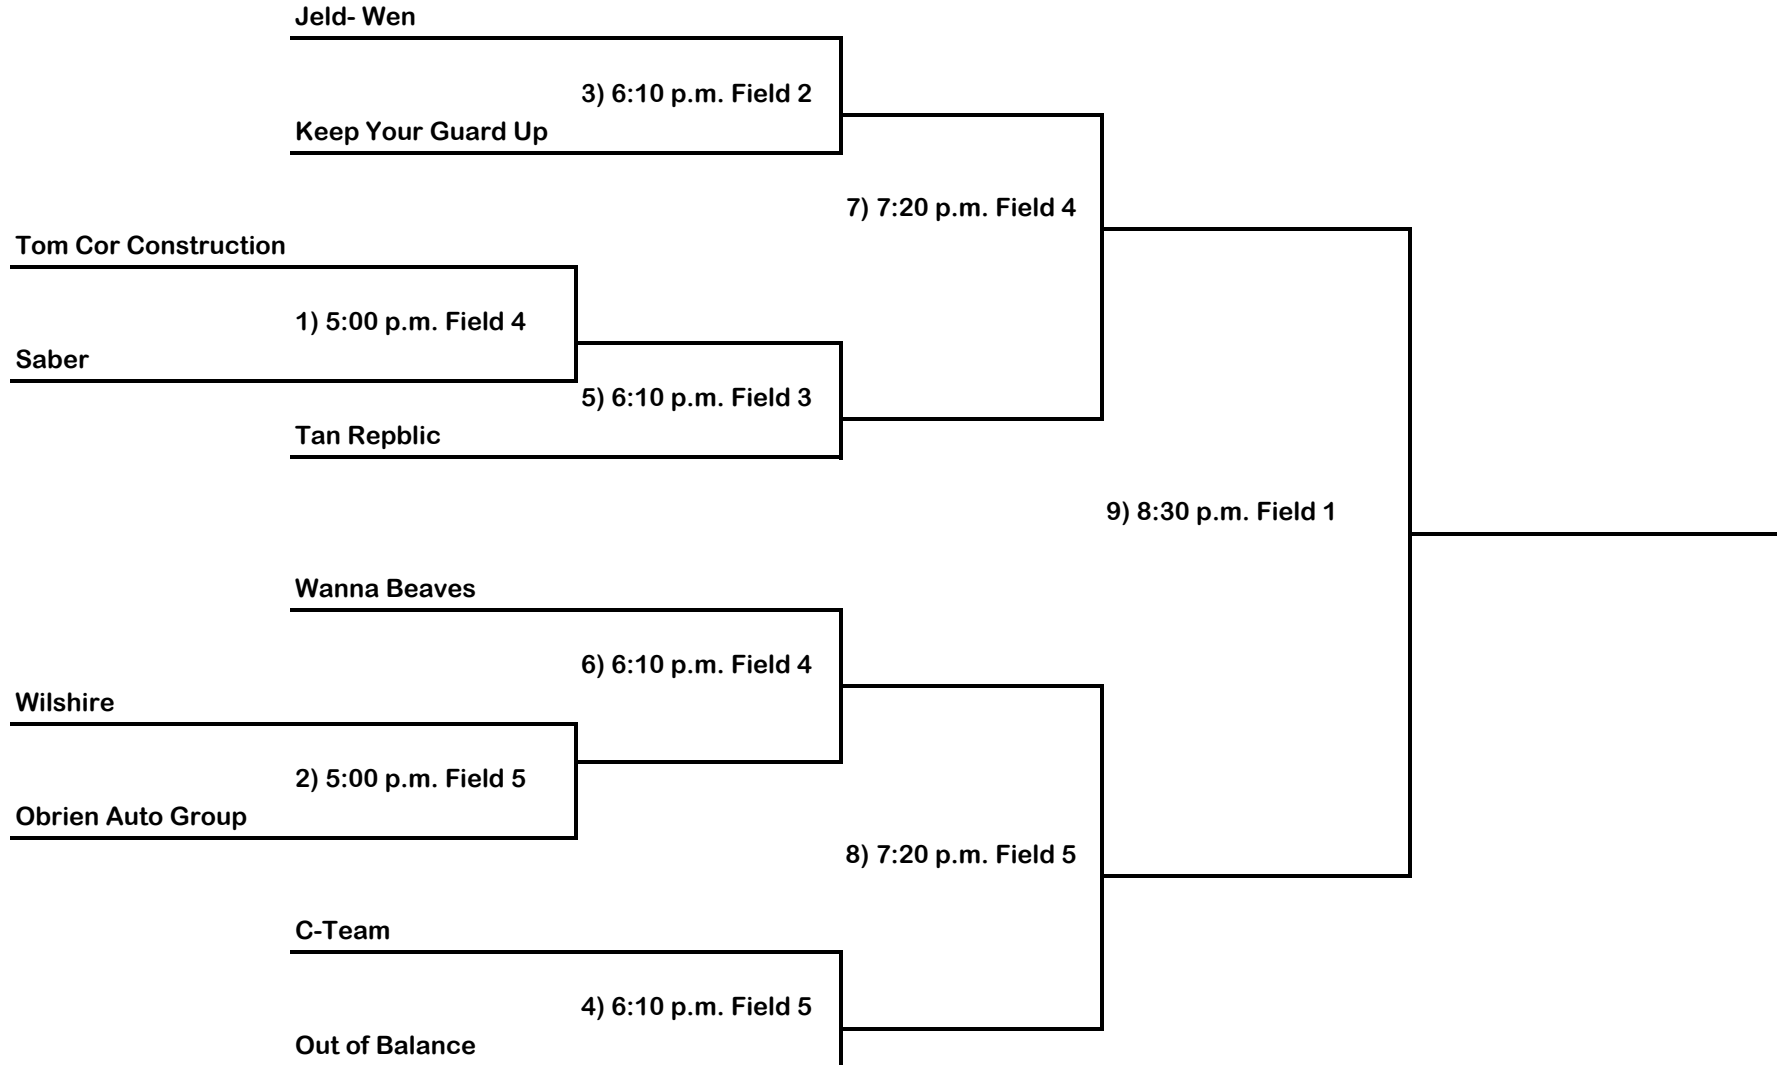 Jeld- Wen
3) 6:10 p.m. Field 2
Keep Your Guard Up
7) 7:20 p.m. Field 4
Tom Cor Construction
1) 5:00 p.m. Field 4
Saber
5) 6:10 p.m. Field 3
Tan Repblic
9) 8:30 p.m. Field 1
Wanna Beaves
6) 6:10 p.m. Field 4
Wilshire
2) 5:00 p.m. Field 5
Obrien Auto Group
8) 7:20 p.m. Field 5
C-Team
4) 6:10 p.m. Field 5
Out of Balance